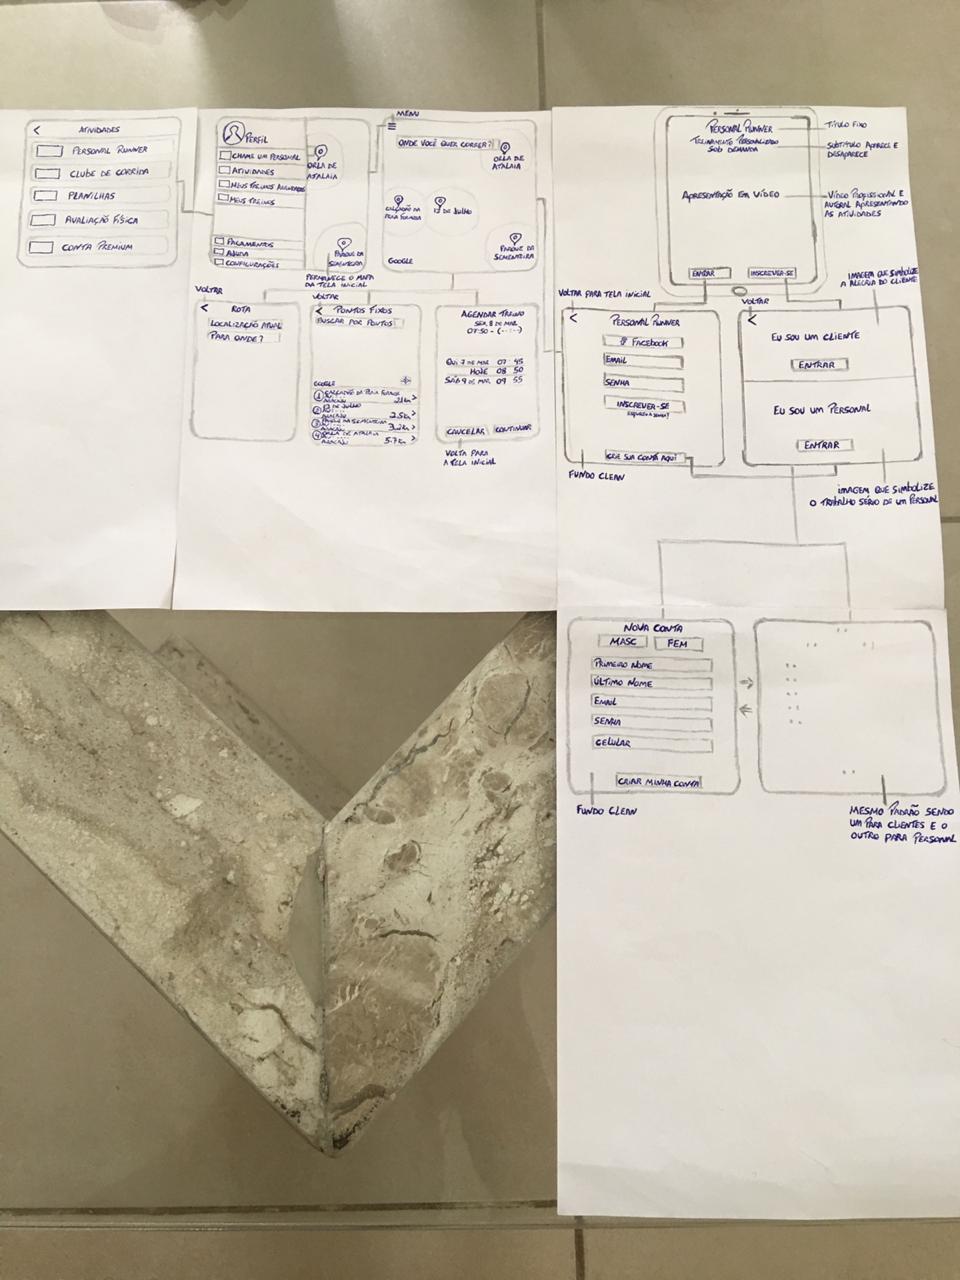 ATIVIDADES
PERSONAL RUNNER
CLUBE DE CORRIDA
PLANILHAS
AVALIAÇÃO FÍSICA
CONTA PREMIUM
PERFIL
CHAME UM PERSONAL
ATIVIDADES
MEUS TREINOS AGENDADOS
MEUS TREINOS
PAGAMENTOS
AJUDA
CONFIGURAÇÕES
ORLA DE
ATALAIA
PARQUE DA
SEMENTEIRA
PERMANECE O MAPA
DA TELA INICIAL
MENU
ONDE VOCÊ QUER CORRER?
ORLA DE
ATALAIA
CALÇADÃO DA
PRAIA FORMOSA
13 DE JULHO
PARQUE DA
SEMENTEIRA
GOOGLE
VOLTAR
ROTA
LOCALIZAÇÃO ATUAL
PARA ONDE?
VOLTAR
PONTOS FIXOS
BUSCAR POR PONTOS
GOOGLE
1 CALÇADÃO DA PRAIA FORMOSA
ARACAJU
2 13 DE JULHO
ARACAJU 2.5km
3 PARQUE DA SEMENTEIRA
ARACAJU 3.2km
4 ORLA DE ATALAIA
ARACAJU 5.7km
AGENDAR TREINO
SEX, 8 DE MAR.
07:50 - (--:--)
QUI 7 DE MAR 07 45
HOJE 08 50
SÁB 9 DE MAR. 09 55
CANCELAR CONTINUAR
VOLTA PARA
A TELA INICIAL
PERSONAL RUNNER
TREINAMENTO PERSONALIZADO
SOB DEMANDA
APRESENTAÇÃO EM VÍDEO
ENTRAR
INSCREVER-SE
TÍTULO FIXO
SUBTÍTULO APARECE E
DESAPARECE
VÍDEO PROFISSIONAL E
AUTORAL APRESENTANDO
AS ATIVIDADES
VOLTAR PARA TELA INICIAL
PERSONAL RUNNER
FACEBOOK
EMAIL
SENHA
INSCREVER-SE
ESQUECEU A SENHA?
CRIE SUA CONTA AQUI
FUNDO CLEAN
VOLTAR
IMAGEM QUE SIMBOLIZE
A ALEGRIA DO CLIENTE
EU SOU UM CLIENTE
ENTRAR
EU SOU UM PERSONAL
ENTRAR
IMAGEM QUE SIMBOLIZE
O TRABALHO SÉRIO DE UM PERSONAL
NOVA CONTA
MASC FEM
PRIMEIRO NOME
ÚLTIMO NOME
EMAIL
SENHA
CELULAR
CRIAR MINHA CONTA
FUNDO CLEAN
MESMO PADRÃO SENDO
UM PARA CLIENTES E O
OUTRO PARA PERSONAL